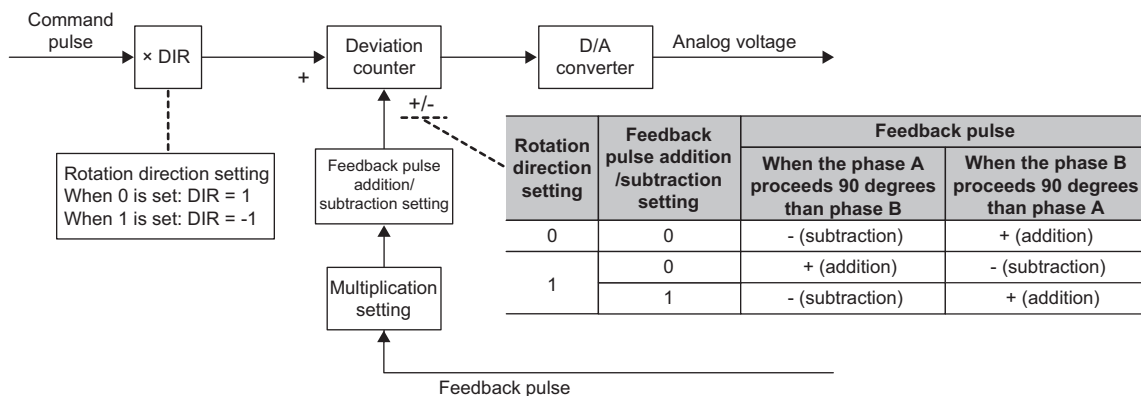 Command
pulse
× DIR
+
Deviation
counter
D/A
converter
Analog voltage
+/-
Rotation direction setting
When 0 is set: DIR = 1
When 1 is set: DIR = -1
Feedback pulse
addition/
subtraction setting
Multiplication
setting
Feedback pulse
Rotation
direction
setting
Feedback
pulse addition
/subtraction
setting
Feedback pulse
When the phase A
proceeds 90 degrees
than phase B
When the phase B
proceeds 90 degrees
than phase A
0 0 - (subtraction) + (addition)
1 0 + (addition) - (subtraction)
1 - (subtraction) + (addition)